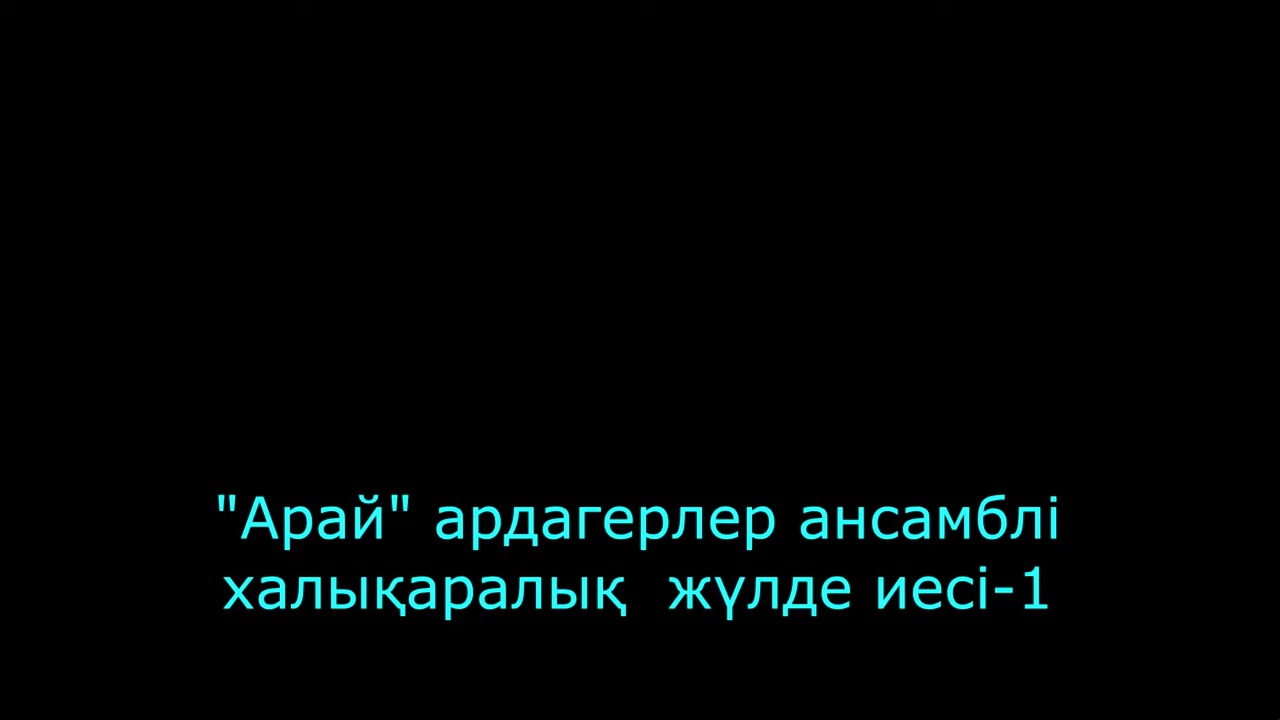 "Арай" ардагерлер ансамблі
халықаралық  жүлде иесі-1